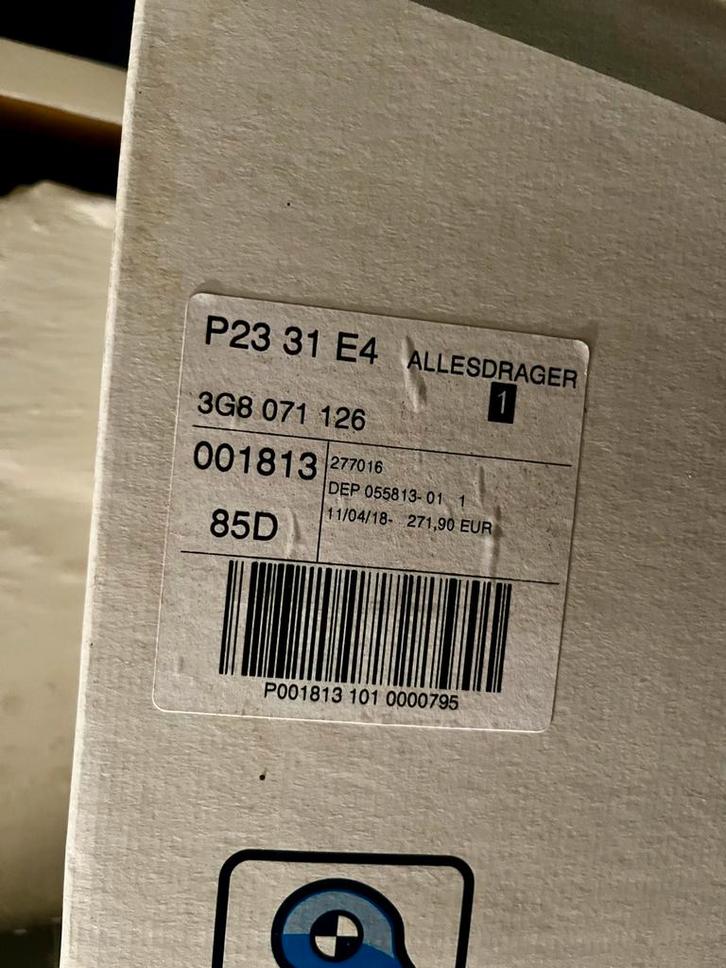 P23 31 E4 ALLESDRAGER
1
3G8 071 126
001813
277016
DEP 055813- 01 1
85D
11/04/18- 271,90 EUR
P001813 101 0000795